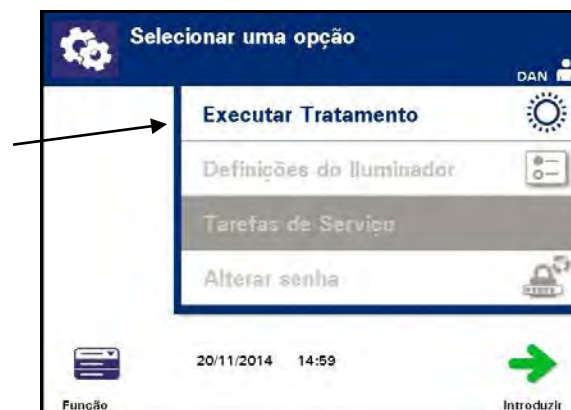 Selecionar uma opção
DAN
Executar Tratamento
Definições do Iluminador
Tarefas de Serviço
Alterar senha
20/11/2014 14:59
Função
Introduzir